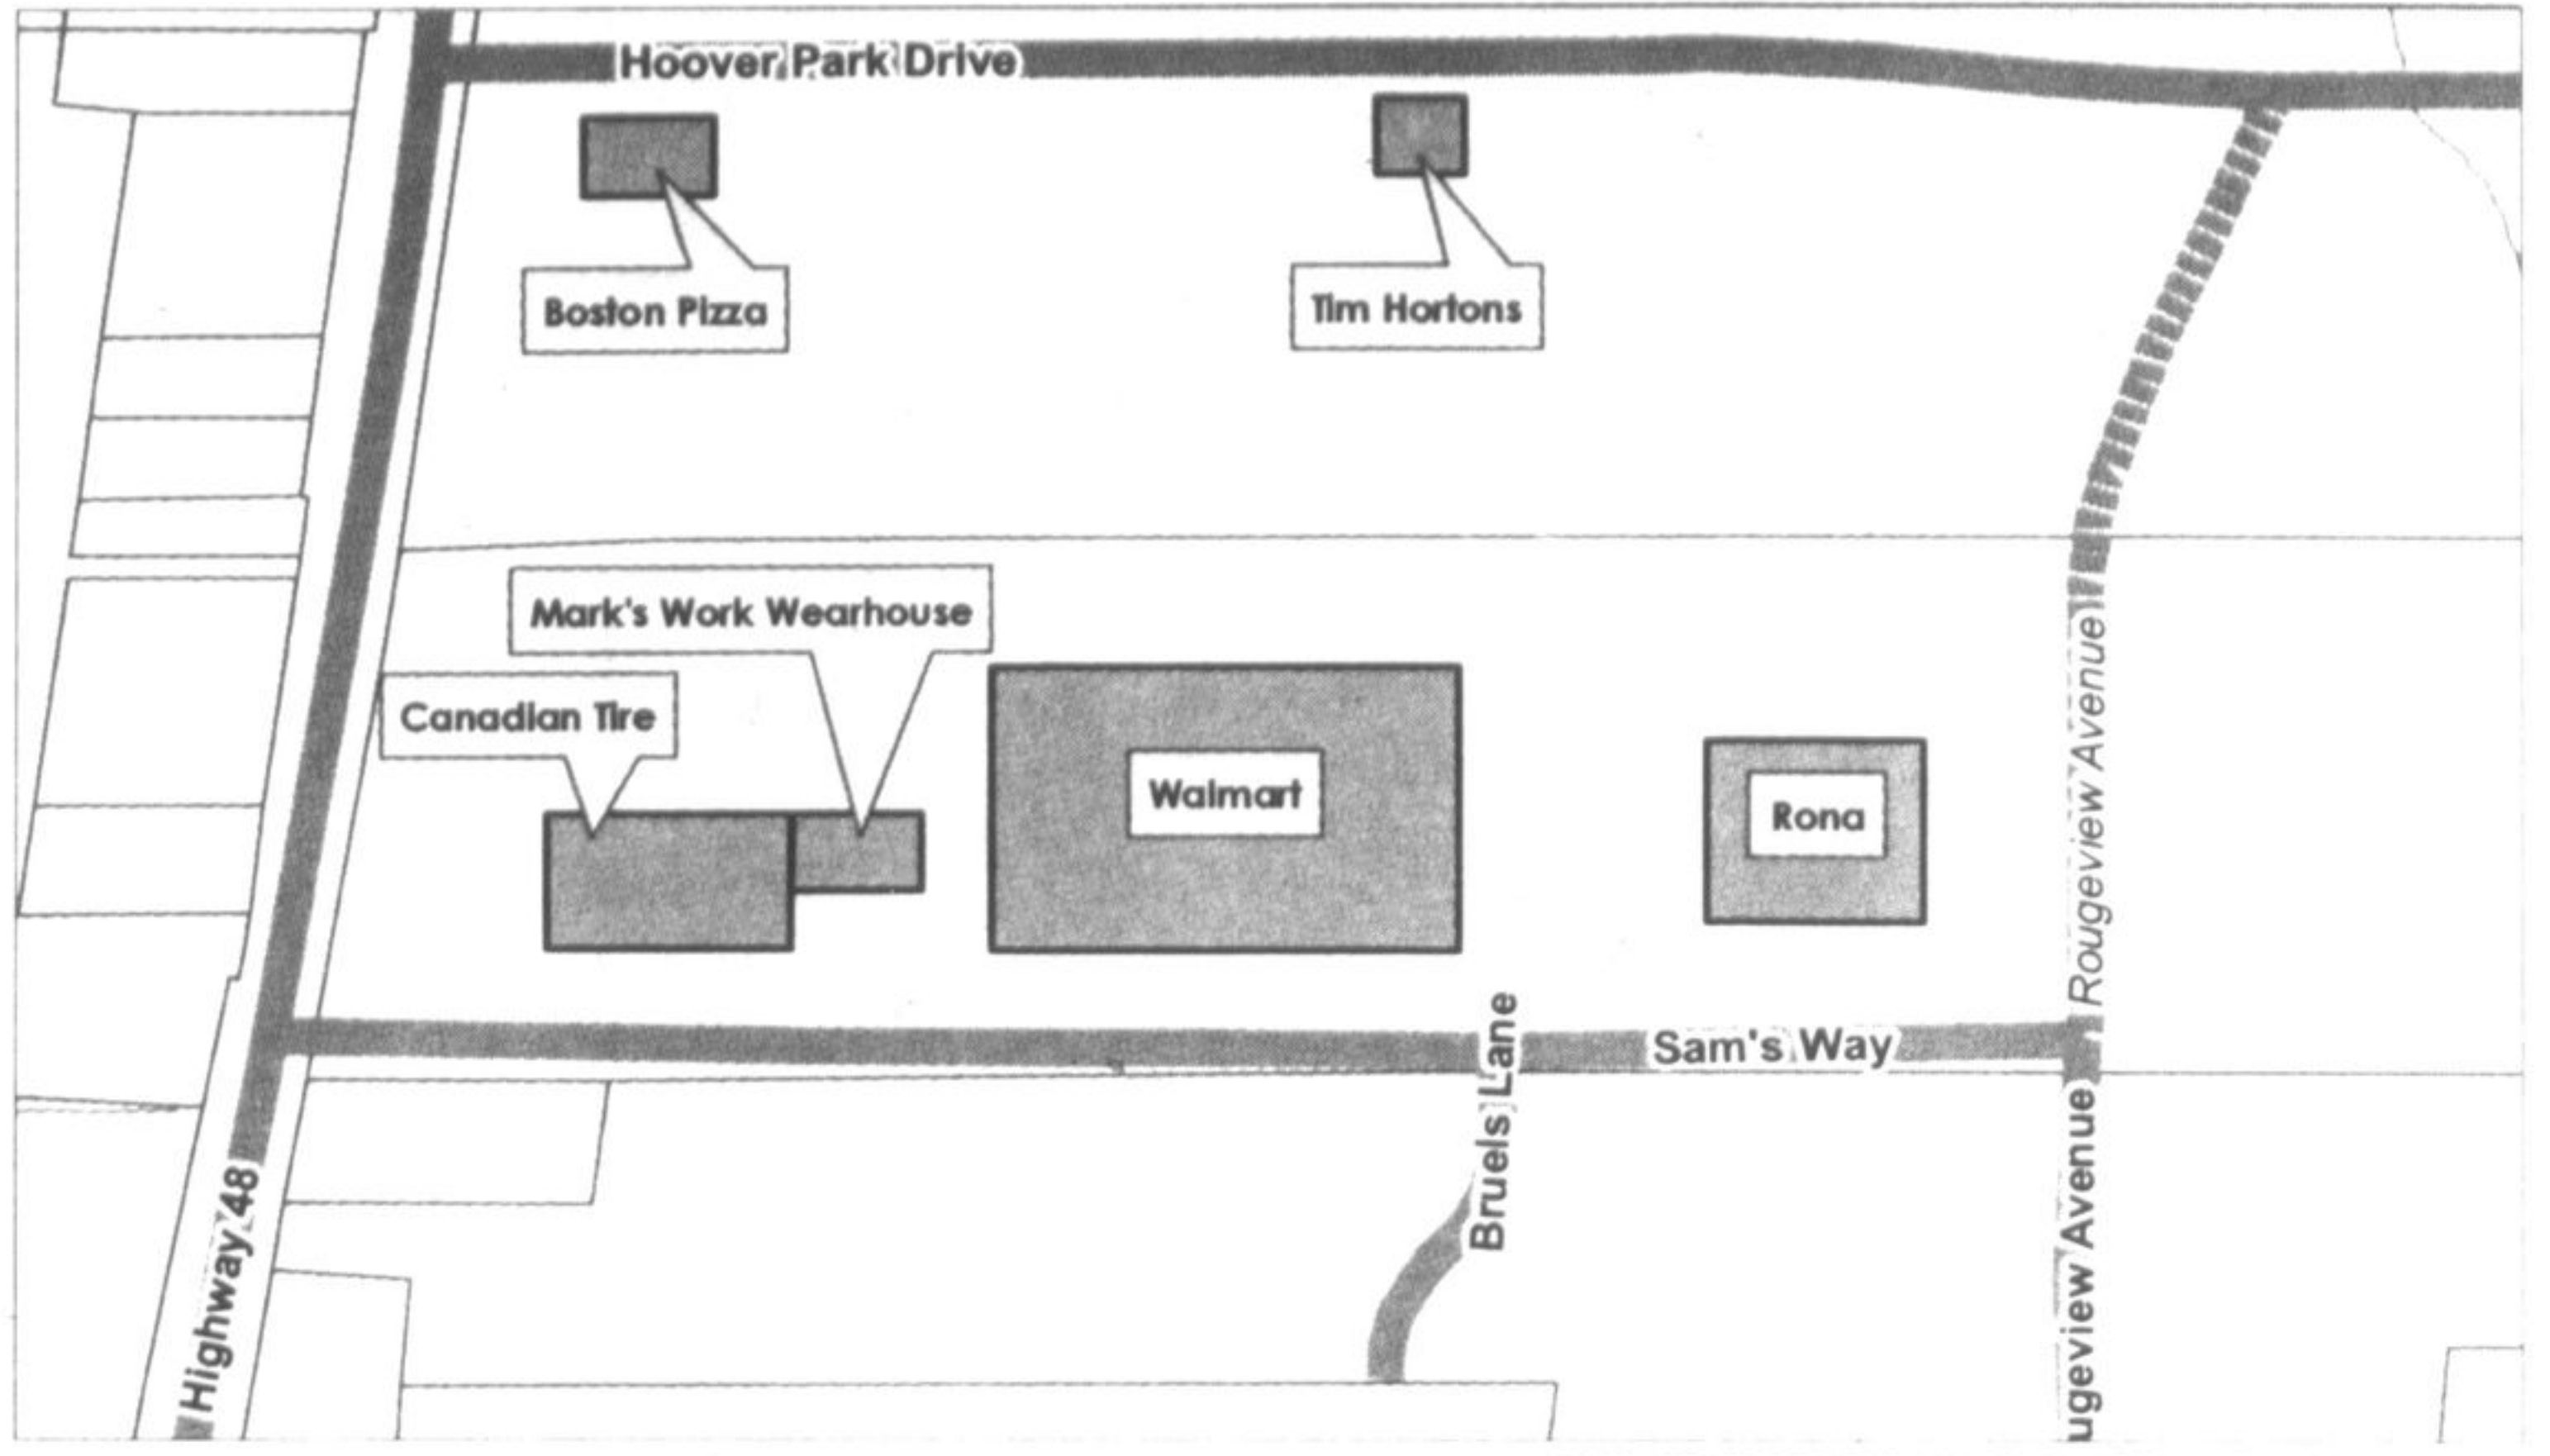 Hoover Park Drive
Boston Pizza
Tim Hortons
Mark's Work Wearhouse
Canadian Tire
Walmart
Rona
Rougeview Avenue
Sam's Way
Bruels Lane
Highway 48
ugeview Avenue